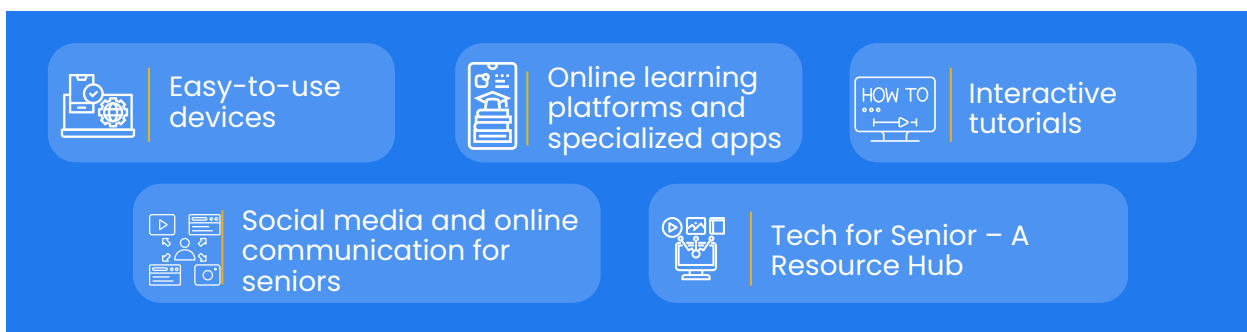 Easy-to-use
devices
Online learning
platforms and
specialized apps
HOW TO
Interactive
tutorials
Social media and online
communication for
seniors
Tech for Senior – A
Resource Hub